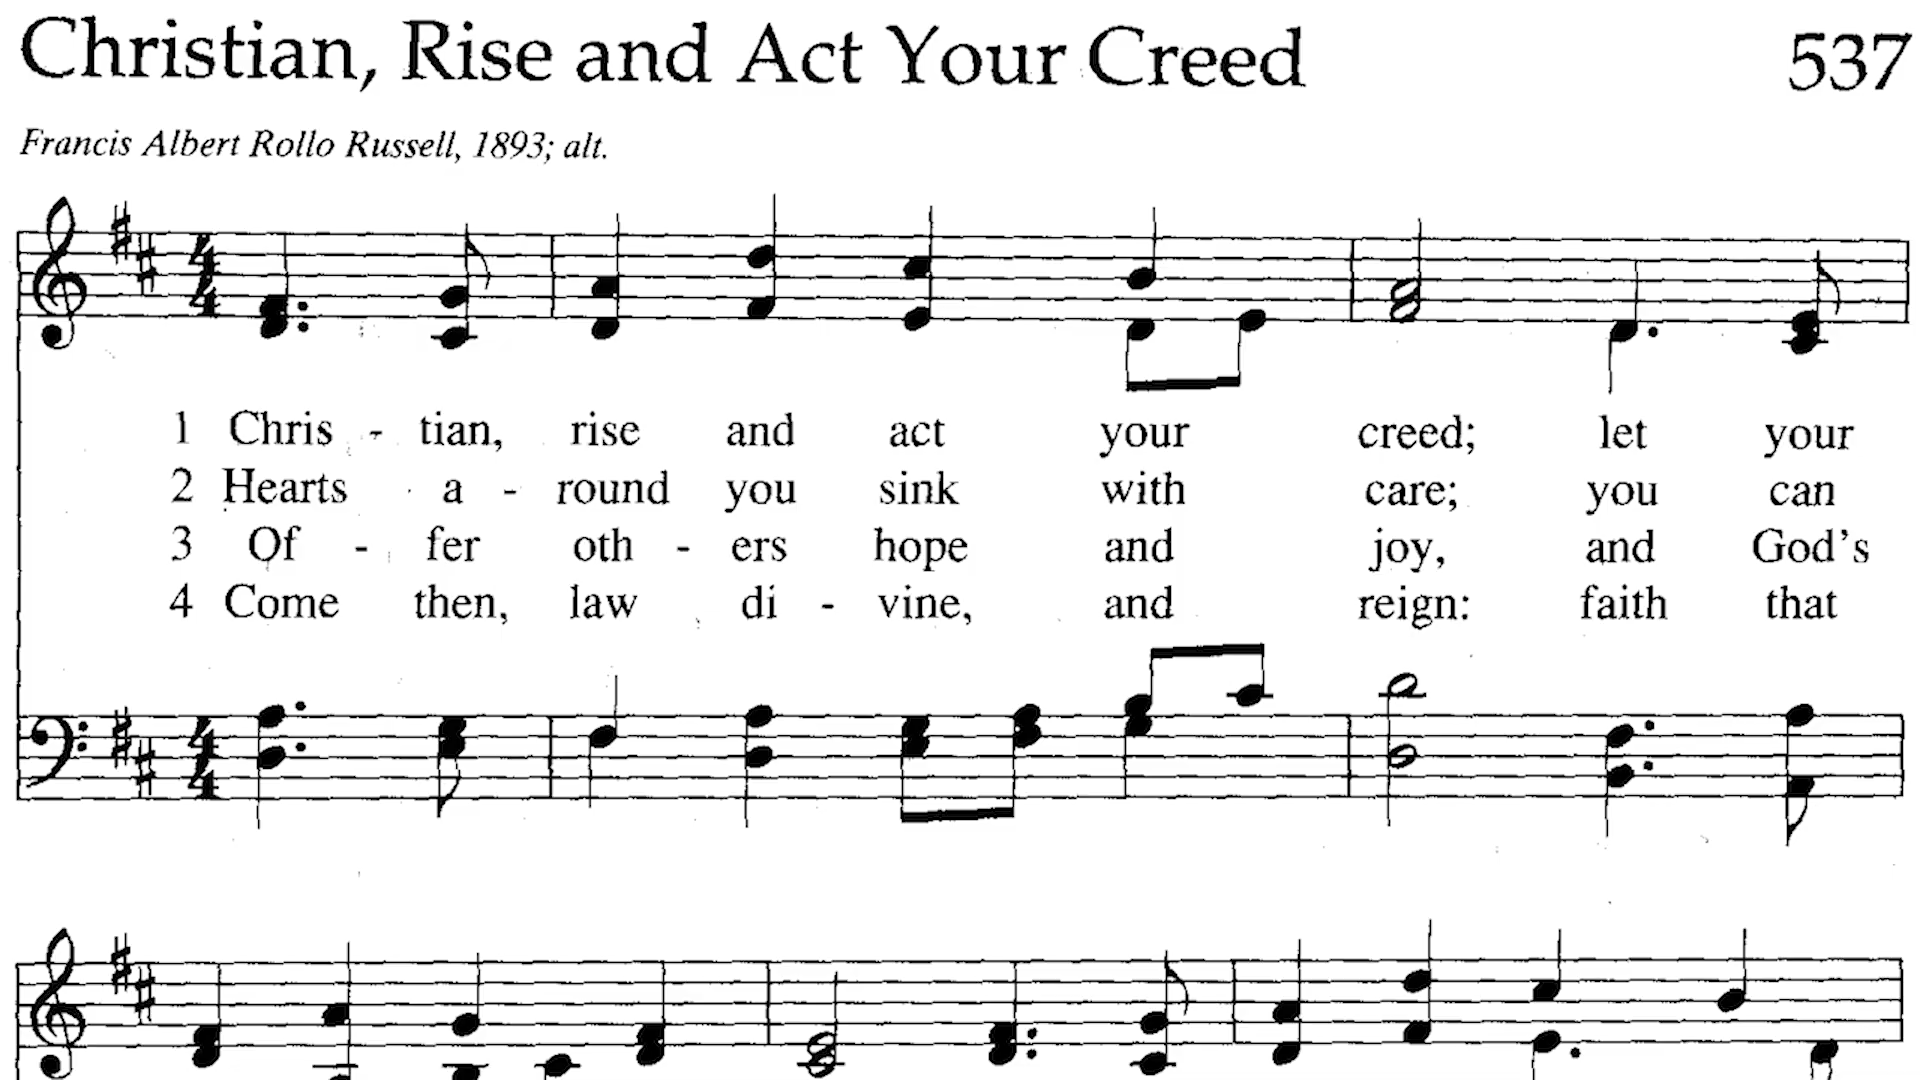 Christian, Rise and Act Your Creed 537
Francis Albert Rollo Russell, 1893; alt.
1 Chris - tian, rise and act your creed; let your
2 Hearts a - round you sink with care; you can
3 Of - fer oth - ers hope and joy, and God's
4 Come then, law di - vine, and reign: faith that